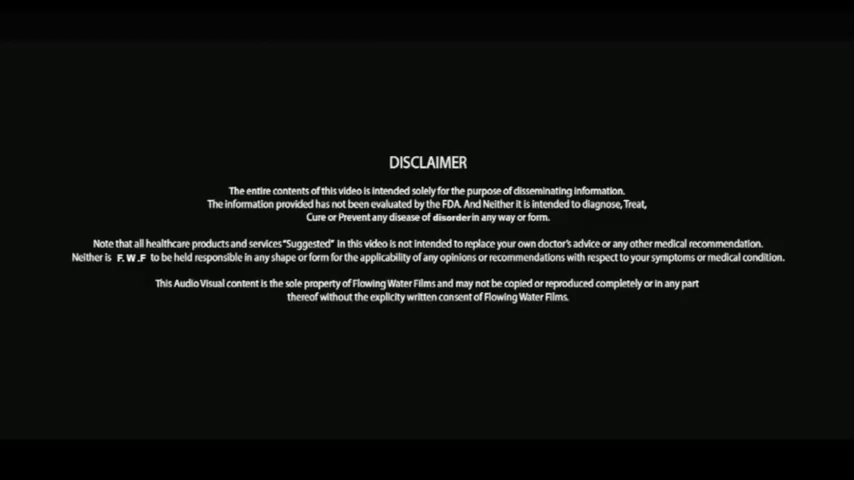 DISCLAIMER
The entire contents of this video is intended solely for the purpose of disseminating information.
The information provided has not been evaluated by the FDA. And Neither it is intended to diagnose, Treat,
Cure or Prevent any disease of disorder in any way or form.
Note that all healthcare products and services "Suggested" in this video is not intended to replace your own doctor's advice or any other medical recommendation.
Neither is F.W.F to be held responsible in any shape or form for the applicability of any opinions or recommendations with respect to your symptoms or medical condition.
This Audio Visual content is the sole property of Flowing Water Films and may not be copied or reproduced completely or in any part
thereof without the explicity written consent of Flowing Water Films.